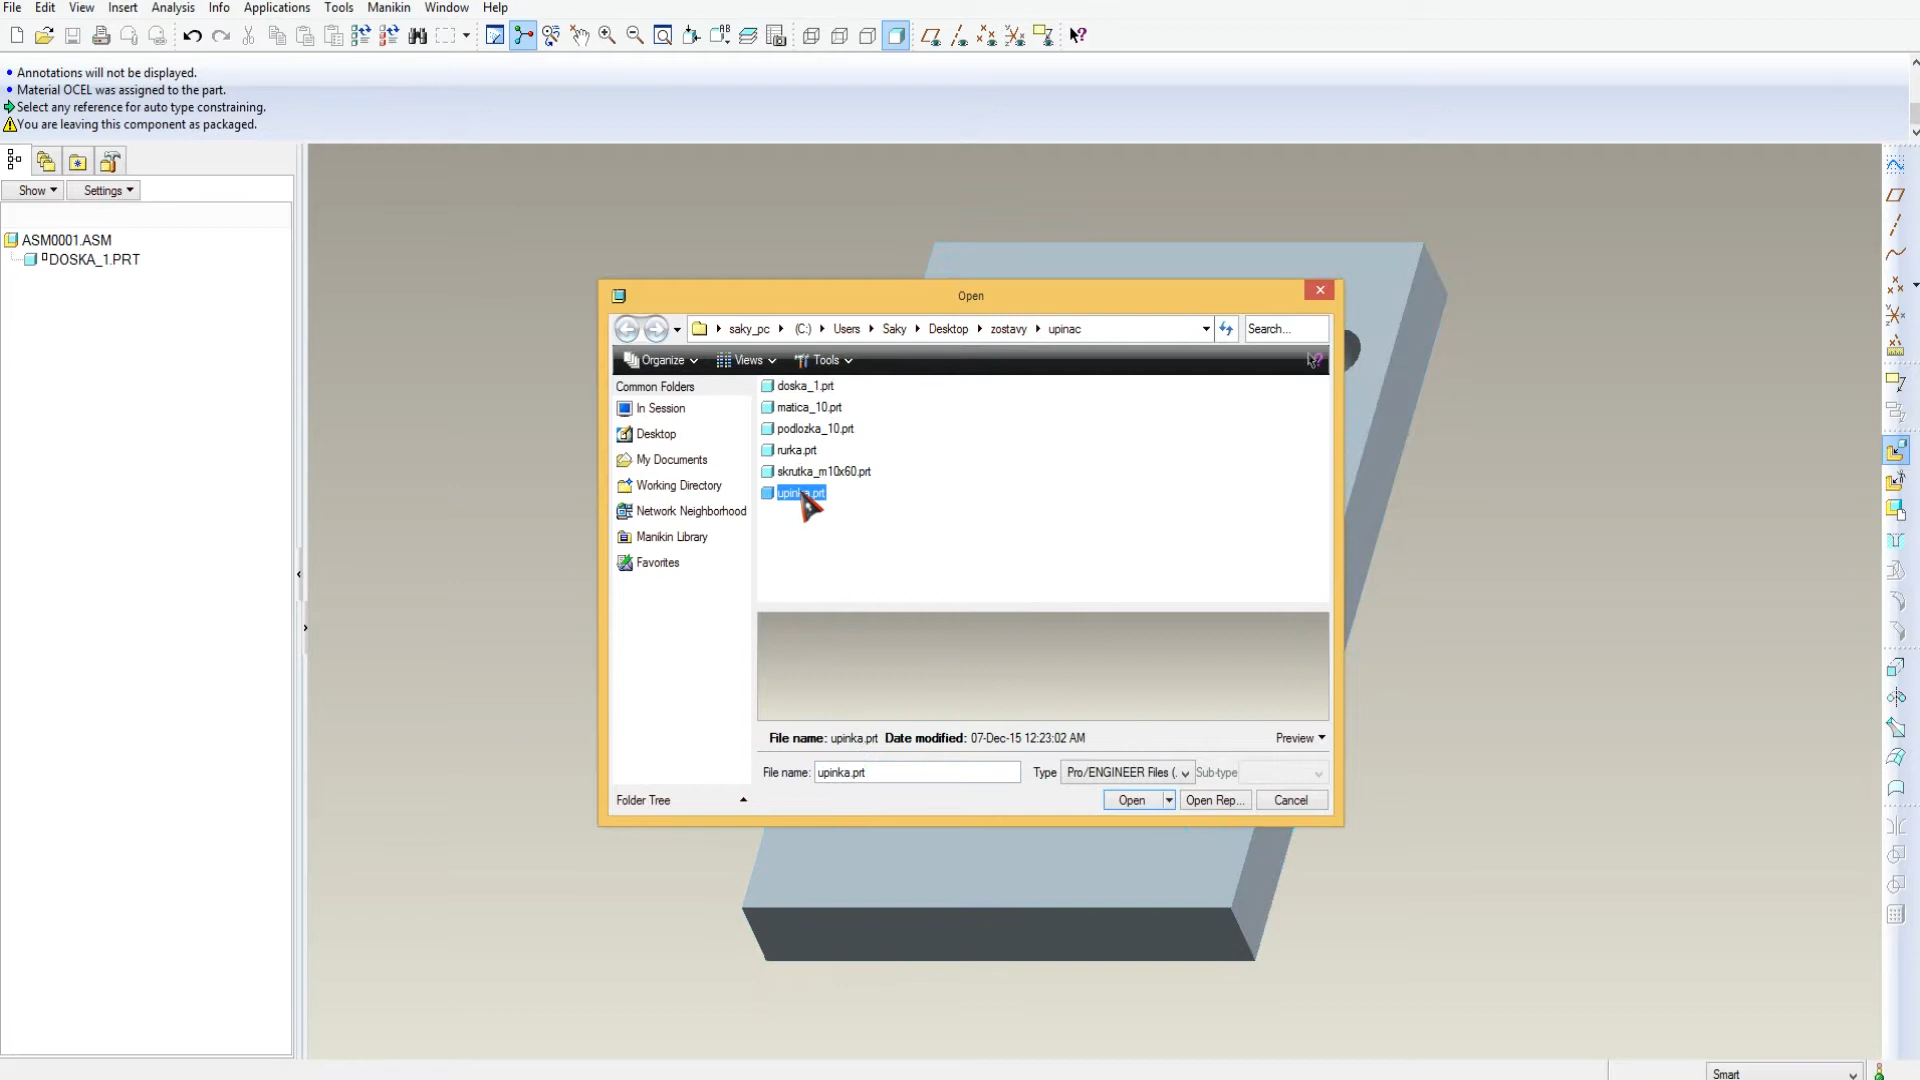 File Edit View Insert Analysis Info Applications Tools Manikin Window Help
Annotations will not be displayed.
Material OCEL was assigned to the part.
Select any reference for auto type constraining.
You are leaving this component as packaged.
Show Settings
ASM0001.ASM
DOSKA_1.PRT
Open
saky_pc (C:) Users Saky Desktop zostavy upinac Search...
Organize Views Tools
Common Folders
In Session
Desktop
My Documents
Working Directory
Network Neighborhood
Manikin Library
Favorites
doska_1.prt
matica_10.prt
podlozka_10.prt
rurka.prt
skrutka_m10x60.prt
upinka.prt
File name: upinka.prt Date modified: 07-Dec-15 12:23:02 AM Preview
File name: upinka.prt Type Pro/ENGINEER Files (. Sub-type
Folder Tree Open Open Rep... Cancel
Smart